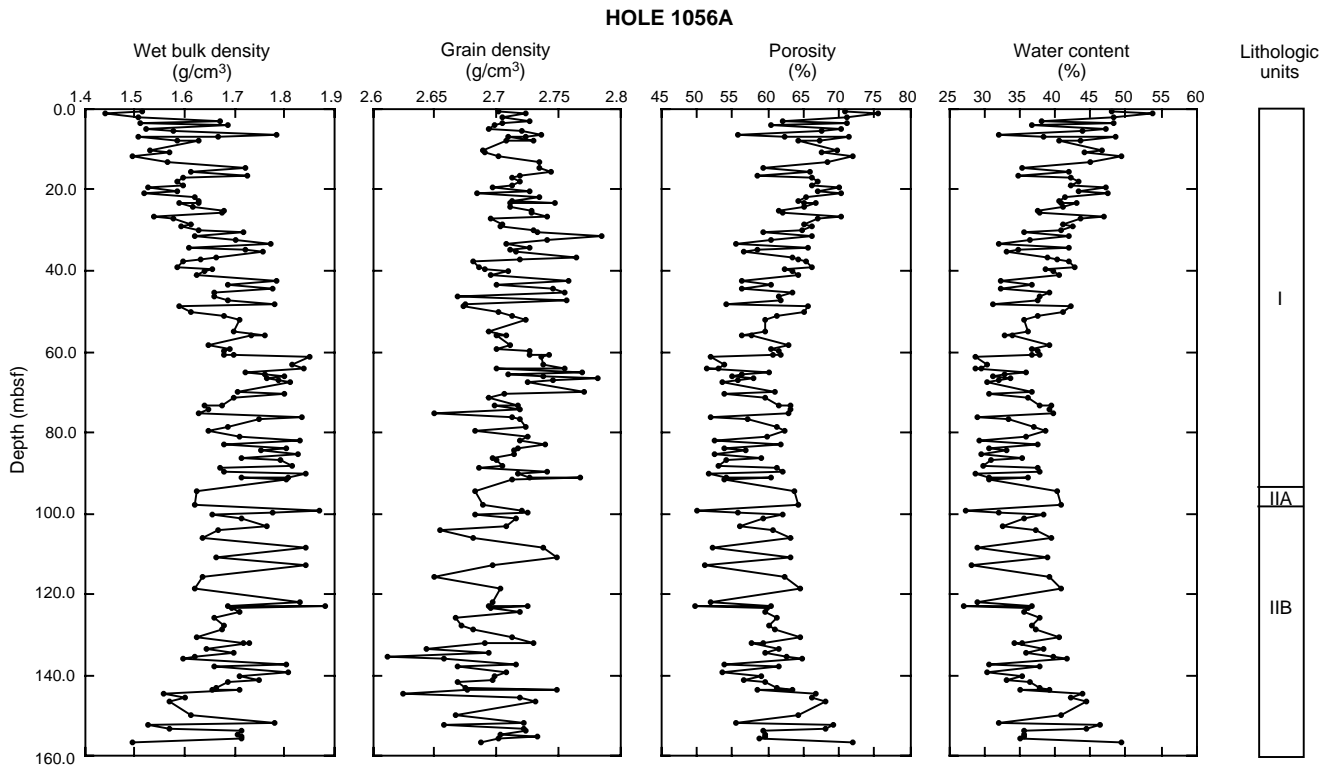 HOLE 1056A
Wet bulk density
(g/cm³)
Grain density
(g/cm³)
Porosity
(%)
Water content
(%)
Lithologic
units
1.4 1.5 1.6 1.7 1.8 1.9
2.6 2.65 2.7 2.75 2.8
45 50 55 60 65 70 75 80
25 30 35 40 45 50 55 60
0.0
20.0
40.0
60.0
80.0
100.0
120.0
140.0
160.0
Depth (mbsf)
I
IIA
IIB